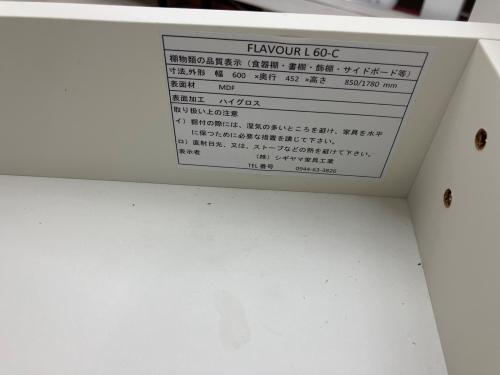 FLAVOUR L 60-C
棚物類の品質表示（食器棚・書棚・飾棚・サイドボード等）
寸法,外形 幅 600 ×奥行 452 ×高さ 850/1780 mm
表面材 MDF
表面加工 ハイグロス
取り扱い上の注意
イ）据付の際には、湿気の多いところを避け、家具を水平
に保つために必要な措置を講じて下さい。
ロ）直射日光、又は、ストーブなどの熱を避けて下さい。
表示者 （株）シギヤマ家具工業
TEL番号 0944-63-3826